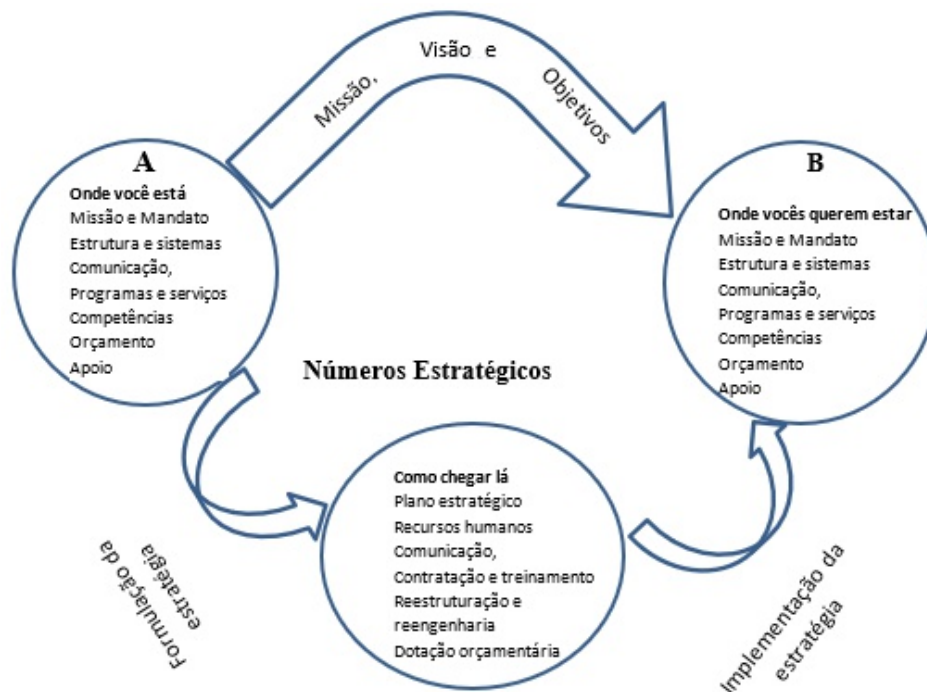 Missão, Visão e Objetivos
A
Onde você está
Missão e Mandato
Estrutura e sistemas
Comunicação,
Programas e serviços
Competências
Orçamento
Apoio
B
Onde vocês querem estar
Missão e Mandato
Estrutura e sistemas
Comunicação,
Programas e serviços
Competências
Orçamento
Apoio
Números Estratégicos
Como chegar lá
Plano estratégico
Recursos humanos
Comunicação,
Contratação e treinamento
Reestruturação e
reengenharia
Dotação orçamentária
Formulação da
estratégia
Implementação da
estratégia